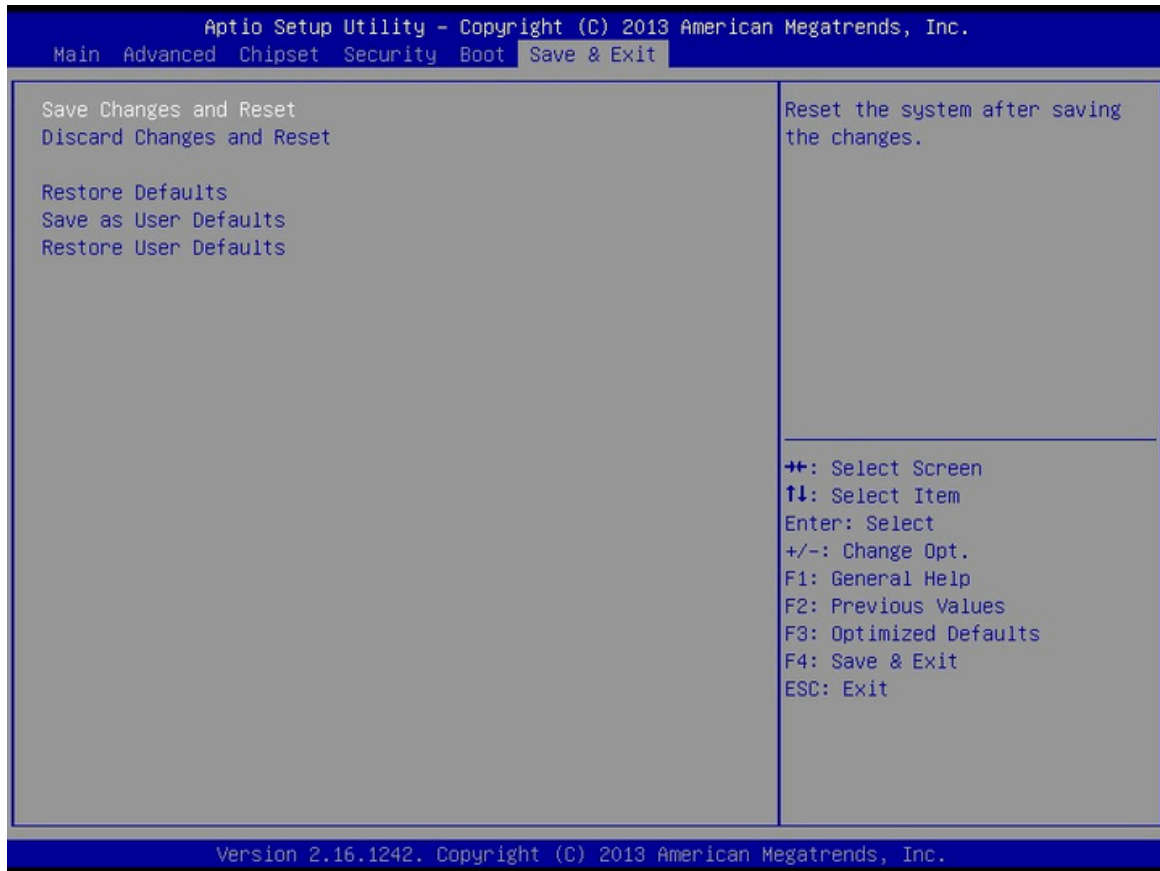 Aptio Setup Utility – Copyright (C) 2013 American Megatrends, Inc.
Main Advanced Chipset Security Boot Save & Exit
Save Changes and Reset
Discard Changes and Reset
Restore Defaults
Save as User Defaults
Restore User Defaults
Reset the system after saving
the changes.
→←: Select Screen
↑↓: Select Item
Enter: Select
+/-: Change Opt.
F1: General Help
F2: Previous Values
F3: Optimized Defaults
F4: Save & Exit
ESC: Exit
Version 2.16.1242. Copyright (C) 2013 American Megatrends, Inc.